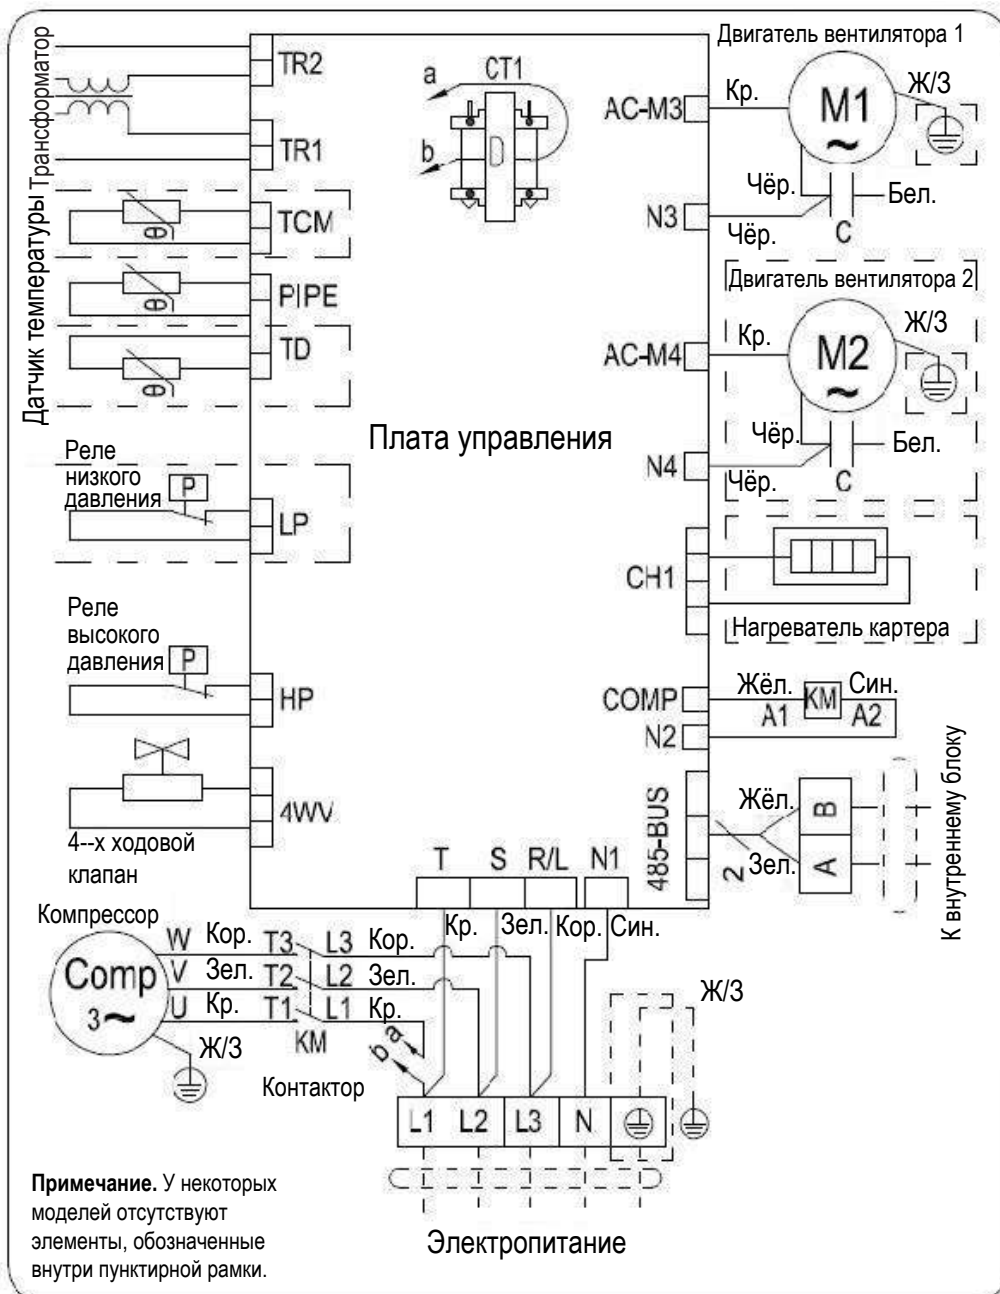 Трансформатор
TR2
TR1
Датчик температуры
TCM
PIPE
TD
θ
θ
θ
Реле
низкого
давления
P
LP
Реле
высокого
давления
P
HP
4WV
4--х ходовой
клапан
a
CT1
b
Плата управления
Двигатель вентилятора 1
AC-M3
Кр.
M1
~
Ж/З
Чёр.
Бел.
N3
Чёр.
C
Двигатель вентилятора 2
AC-M4
Кр.
M2
~
Ж/З
Чёр.
Бел.
N4
Чёр.
C
CH1
Нагреватель картера
COMP
Жёл.
KM
Син.
A1
A2
N2
485-BUS
Жёл.
B
2
Зел.
A
К внутреннему блоку
T
S
R/L
N1
Кр.
Зел.
Кор.
Син.
Компрессор
Comp
3~
W
Кор.
T3
L3
Кор.
V
Зел.
T2
L2
Зел.
U
Кр.
T1
L1
Кр.
KM
Ж/З
Контактор
a
b
Ж/З
L1
L2
L3
N
Электропитание
Примечание. У некоторых
моделей отсутствуют
элементы, обозначенные
внутри пунктирной рамки.